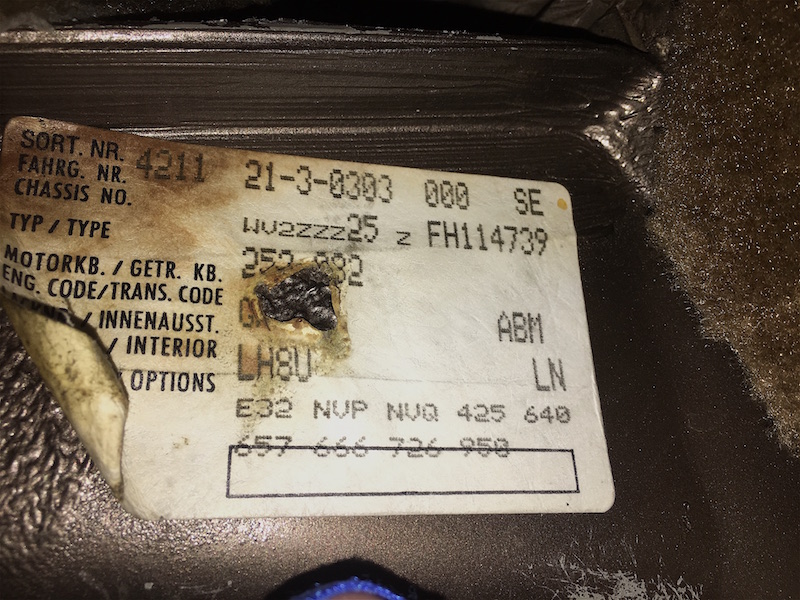 SORT. NR. 4211 21-3-0303 000 SE
FAHRG. NR.
CHASSIS NO. WV2ZZZ25 Z FH114739
TYP / TYPE
MOTORKB. / GETR. KB.
ENG. CODE/TRANS. CODE ABM
/ INNENAUSST.
/ INTERIOR LH8U LN
OPTIONS E32 NVP NVQ 425 640
657 666 726 950